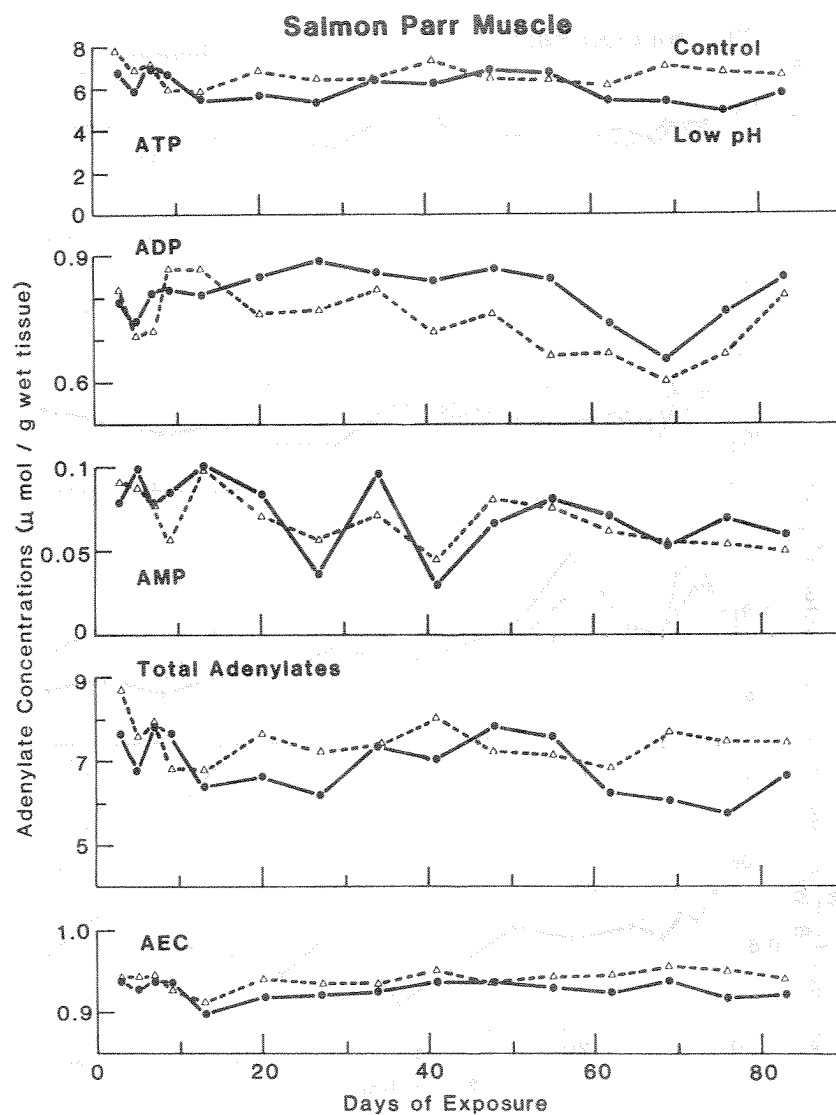 Salmon Parr Muscle
Adenylate Concentrations (µ mol / g wet tissue)
8
6
4
2
0
Control
Low pH
ATP
0.9
0.6
ADP
0.1
0.05
0
AMP
Total Adenylates
9
7
5
1.0
0.9
AEC
0
20
40
60
80
Days of Exposure